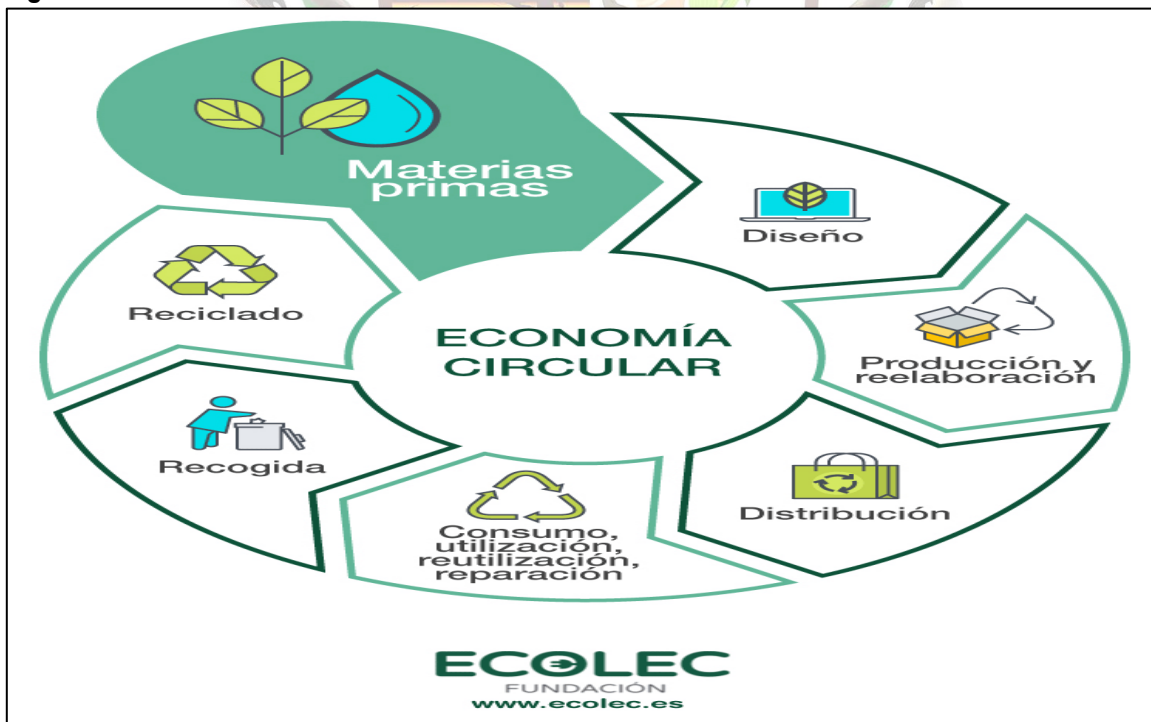 Materias
primas
Diseño
Producción y
reelaboración
Distribución
Consumo,
utilización,
reutilización,
reparación
Recogida
Reciclado
ECONOMÍA
CIRCULAR
ECOLEC
FUNDACIÓN
www.ecolec.es